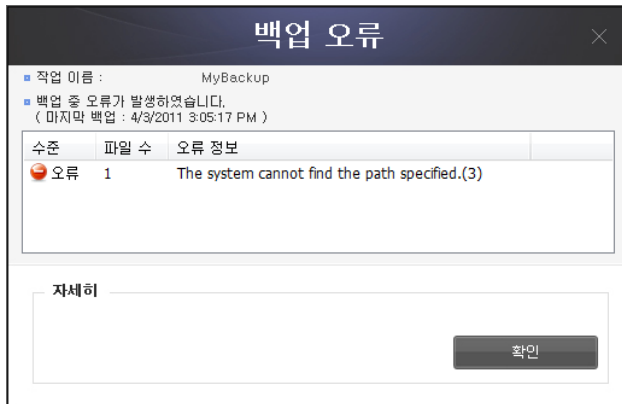 백업 오류
작업 이름 : MyBackup
백업 중 오류가 발생하였습니다.
( 마지막 백업 : 4/3/2011 3:05:17 PM )
수준 파일 수 오류 정보
오류 1 The system cannot find the path specified.(3)
자세히
확인